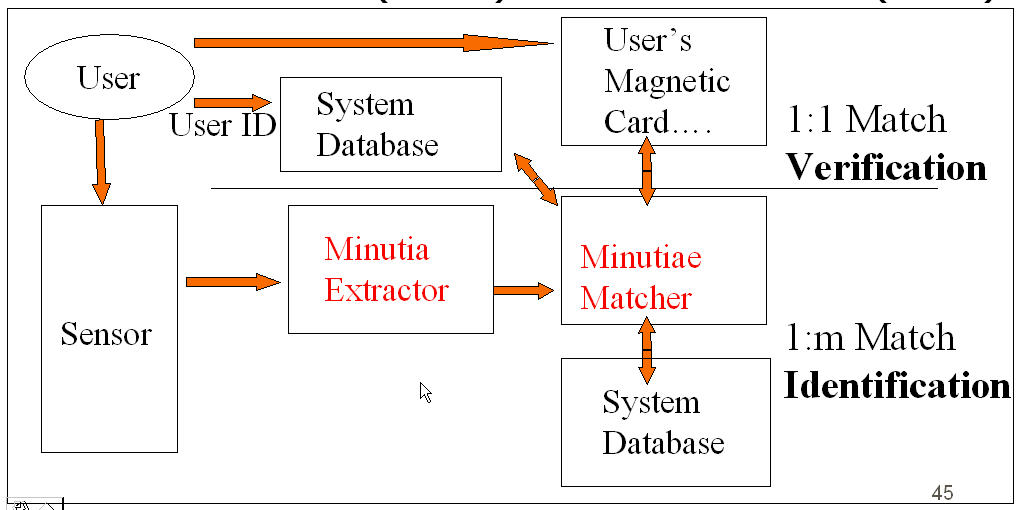 User
User's
Magnetic
Card....
User ID
System
Database
1:1 Match
Verification
Sensor
Minutia
Extractor
Minutiae
Matcher
1:m Match
Identification
System
Database
45